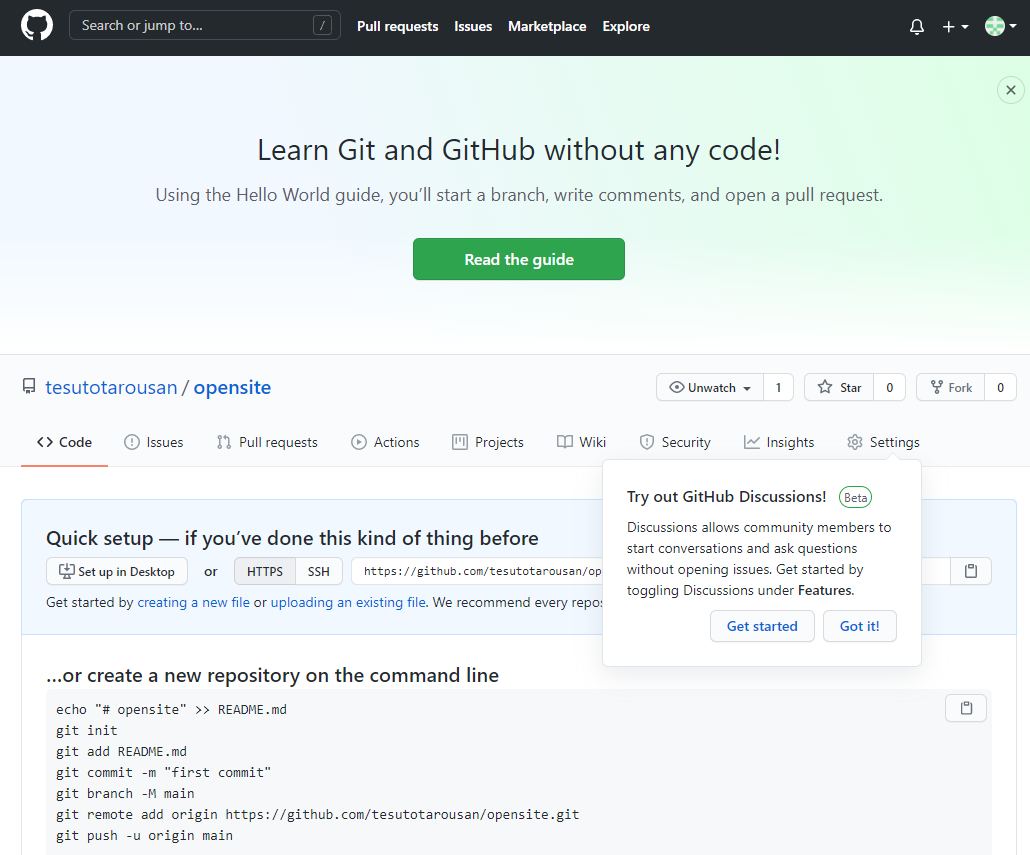 Search or jump to... /
Pull requests
Issues
Marketplace
Explore
Learn Git and GitHub without any code!
Using the Hello World guide, you’ll start a branch, write comments, and open a pull request.
Read the guide
tesutotarousan / opensite
Unwatch 1
Star 0
Fork 0
Code
Issues
Pull requests
Actions
Projects
Wiki
Security
Insights
Settings
Try out GitHub Discussions! Beta
Discussions allows community members to
start conversations and ask questions
without opening issues. Get started by
toggling Discussions under Features.
Get started
Got it!
Quick setup — if you’ve done this kind of thing before
Set up in Desktop
or
HTTPS
SSH
https://github.com/tesutotarousan/op
Get started by creating a new file or uploading an existing file. We recommend every repos
…or create a new repository on the command line
echo "# opensite" >> README.md
git init
git add README.md
git commit -m "first commit"
git branch -M main
git remote add origin https://github.com/tesutotarousan/opensite.git
git push -u origin main